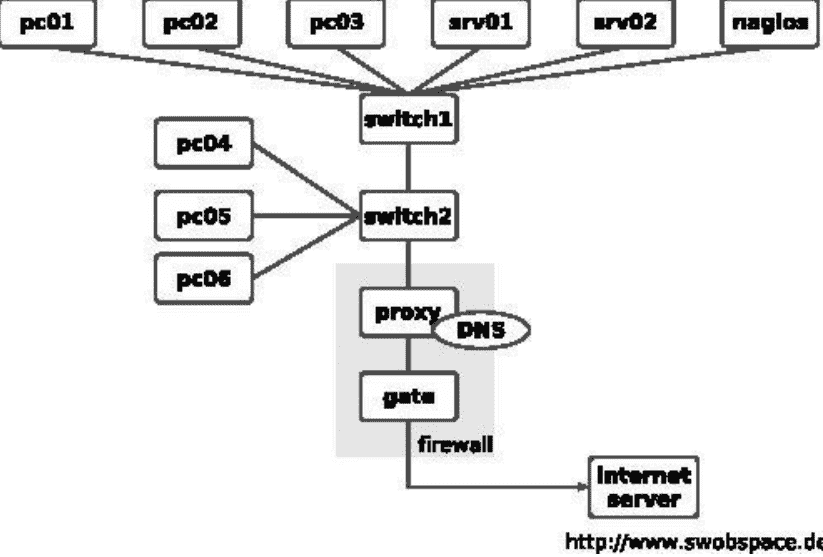 pc01
pc02
pc03
srv01
srv02
nagios
switch1
pc04
pc05
switch2
pc06
proxy
DNS
gate
firewall
internet
server
http://www.swobspace.de